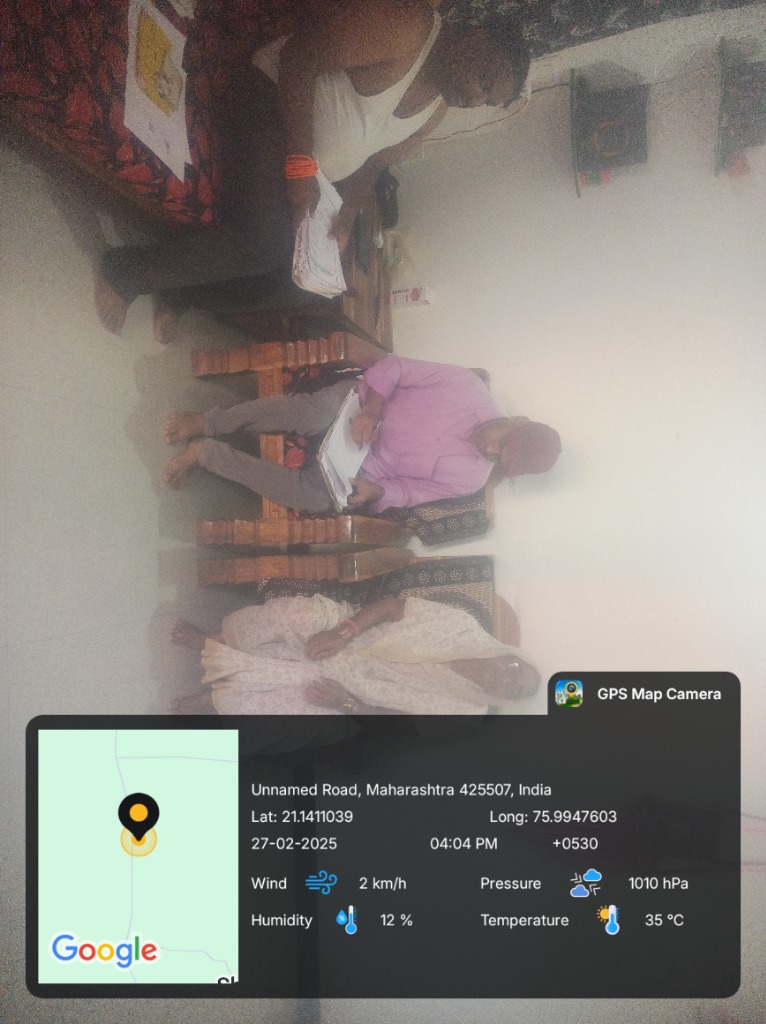 GPS Map Camera
Unnamed Road, Maharashtra 425507, India
Lat: 21.1411039 Long: 75.9947603
27-02-2025 04:04 PM +0530
Wind 2 km/h Pressure 1010 hPa
Humidity 12 % Temperature 35 °C
Google